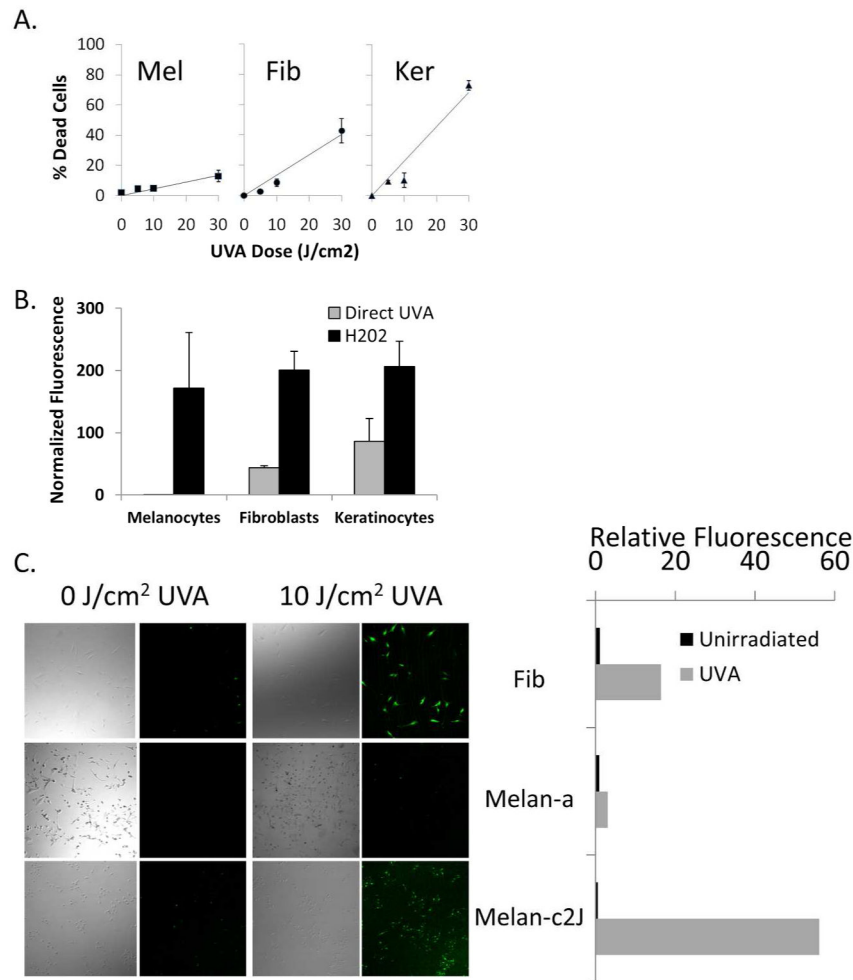 A.
100
80
60
40
20
0
% Dead Cells
Mel
Fib
Ker
0 10 20 30
0 10 20 30
0 10 20 30
UVA Dose (J/cm2)
B.
300
200
100
0
Normalized Fluorescence
Direct UVA
H202
Melanocytes
Fibroblasts
Keratinocytes
C.
0 J/cm² UVA
10 J/cm² UVA
Relative Fluorescence
0 20 40 60
Unirradiated
UVA
Fib
Melan-a
Melan-c2J